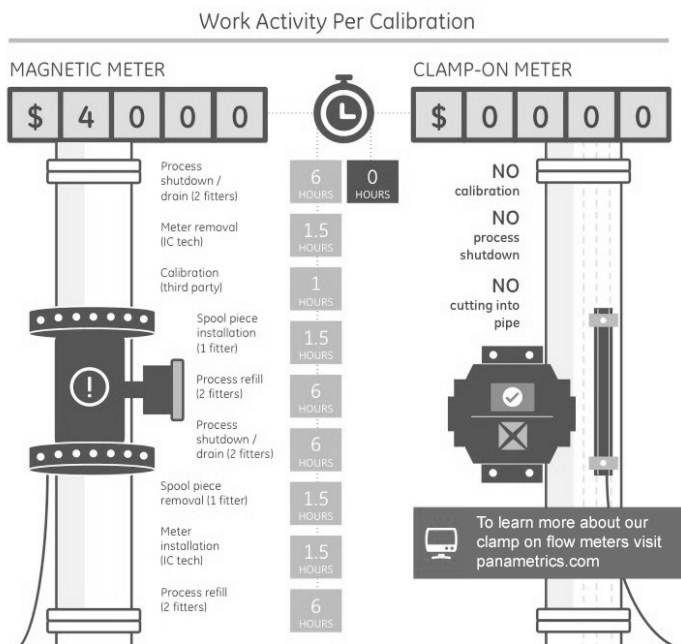 Work Activity Per Calibration
MAGNETIC METER
$ 4 0 0 0
Process
shutdown /
drain (2 fitters)
6
HOURS
0
HOURS
Meter removal
(IC tech)
1.5
HOURS
Calibration
(third party)
1
HOURS
Spool piece
installation
(1 fitter)
1.5
HOURS
Process refill
(2 fitters)
6
HOURS
Process
shutdown /
drain (2 fitters)
6
HOURS
Spool piece
removal (1 fitter)
1.5
HOURS
Meter
installation
(IC tech)
1.5
HOURS
Process refill
(2 fitters)
6
HOURS
CLAMP-ON METER
$ 0 0 0 0
NO
calibration
NO
process
shutdown
NO
cutting into
pipe
To learn more about our
clamp on flow meters visit
panametrics.com